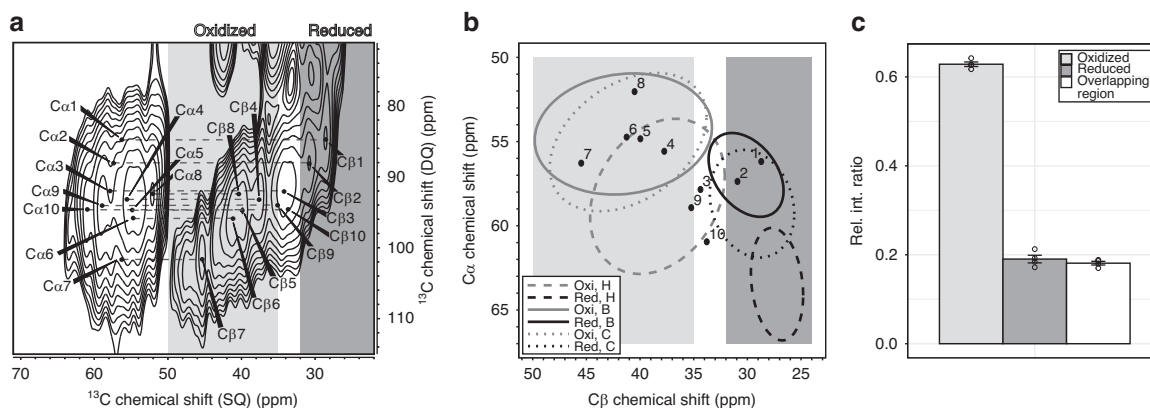 a
Oxidized Reduced
Cα1
Cα2
Cα3
Cα9
Cα10
Cα6
Cα7
Cα4
Cα5
Cα8
Cβ4
Cβ8
Cβ1
Cβ2
Cβ3
Cβ10
Cβ9
Cβ5
Cβ6
Cβ7
80
90
100
110
¹³C chemical shift (DQ) (ppm)
70 60 50 40 30
¹³C chemical shift (SQ) (ppm)
b
50
55
60
65
Cα chemical shift (ppm)
8
6 5
4
7
1
2
3
9
10
Oxi, H
Red, H
Oxi, B
Red, B
Oxi, C
Red, C
50 45 40 35 30 25
Cβ chemical shift (ppm)
c
Oxidized
Reduced
Overlapping
region
0.6
0.4
0.2
0.0
Rel. int. ratio